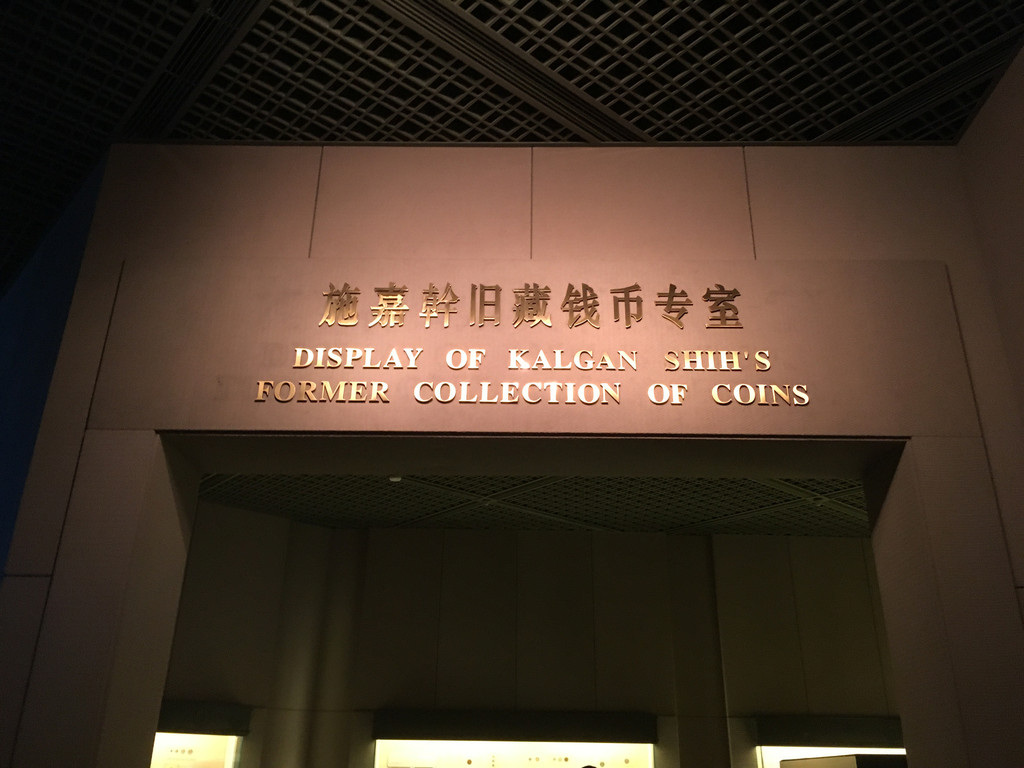 施嘉幹旧藏钱币专室
DISPLAY OF KALGAN SHIH'S
FORMER COLLECTION OF COINS